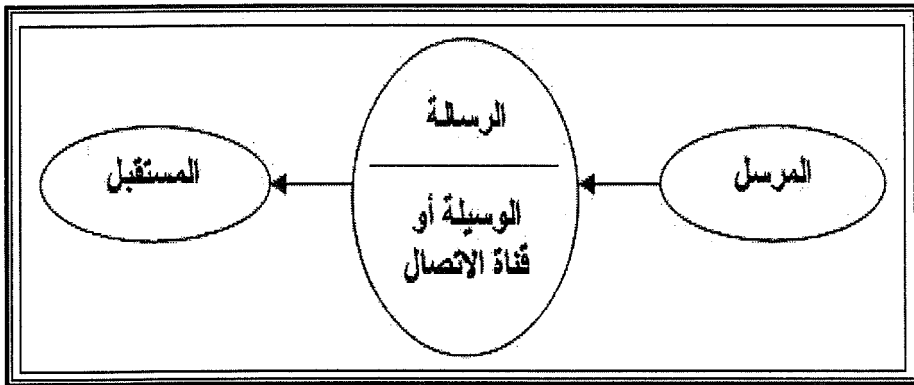 المرسل
الرسالة
الوسيلة أو
قناة الاتصال
المستقبل